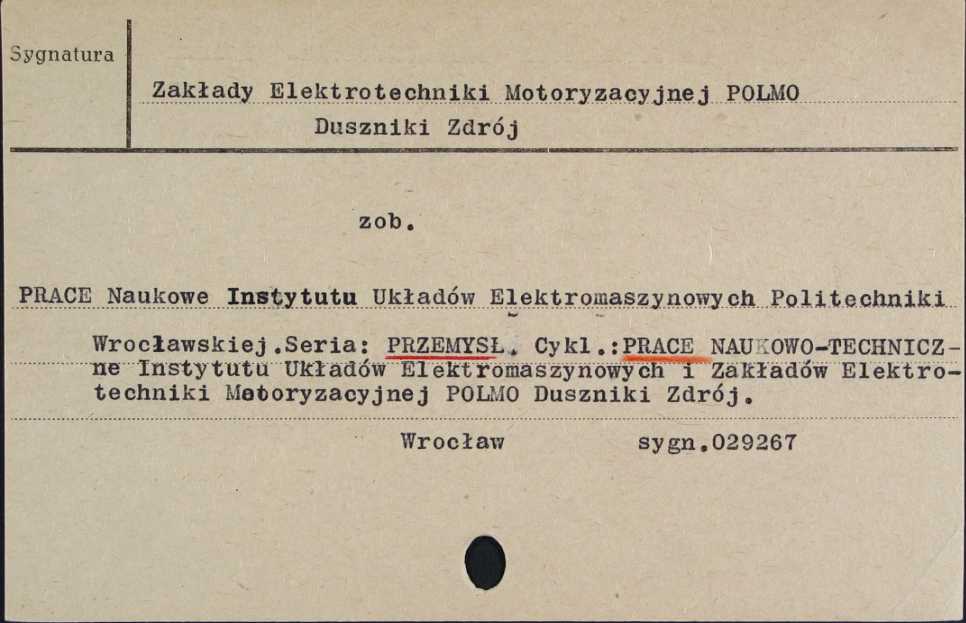 Sygnatura
Zakłady Elektrotechniki Motoryzacyjnej POLMO
Duszniki Zdrój
zob.
PRACE Naukowe Instytutu Układów Elektromaszynowych Politechniki
Wrocławskiej.Seria: PRZEMYSŁ. Cykl.:PRACE NAUKOWO-TECHNICZ-
ne Instytutu Układów Elektromaszynowych i Zakładów Elektro-
techniki Motoryzacyjnej POLMO Duszniki Zdrój.
Wrocław sygn.029267